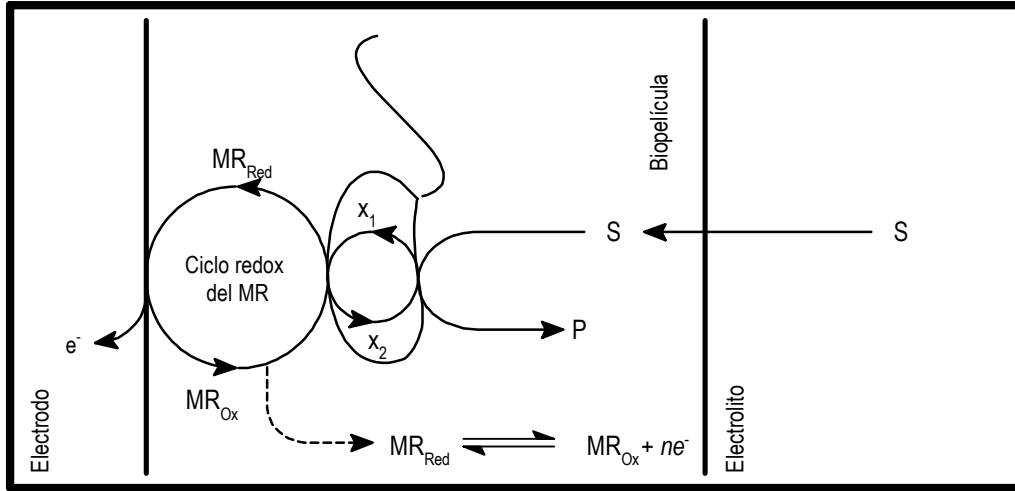 Electrodo
MR_Red
Ciclo redox
del MR
MR_Ox
e⁻
x_1
x_2
S
P
MR_Red ⇌ MR_Ox + ne⁻
Biopelícula
Electrolito
S